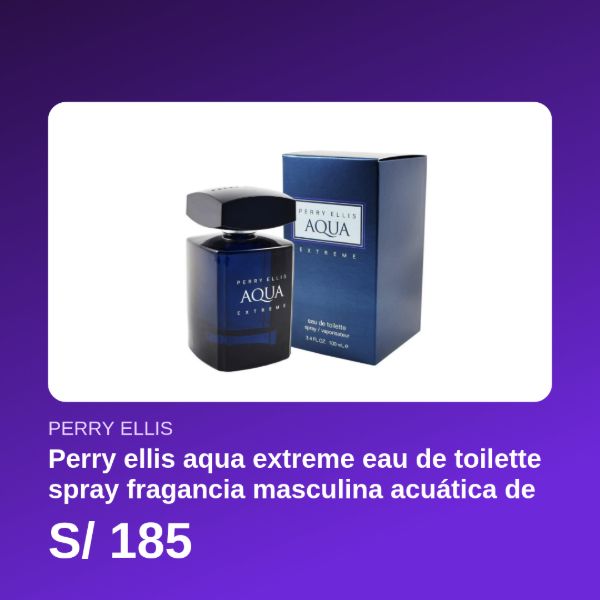 PERRY ELLIS
AQUA
EXTREME
eau de toilette
spray / vaporisateur
3.4 FL.OZ. 100 mL.e
PERRY ELLIS
AQUA
EXTREME
PERRY ELLIS
Perry ellis aqua extreme eau de toilette
spray fragancia masculina acuática de
S/ 185